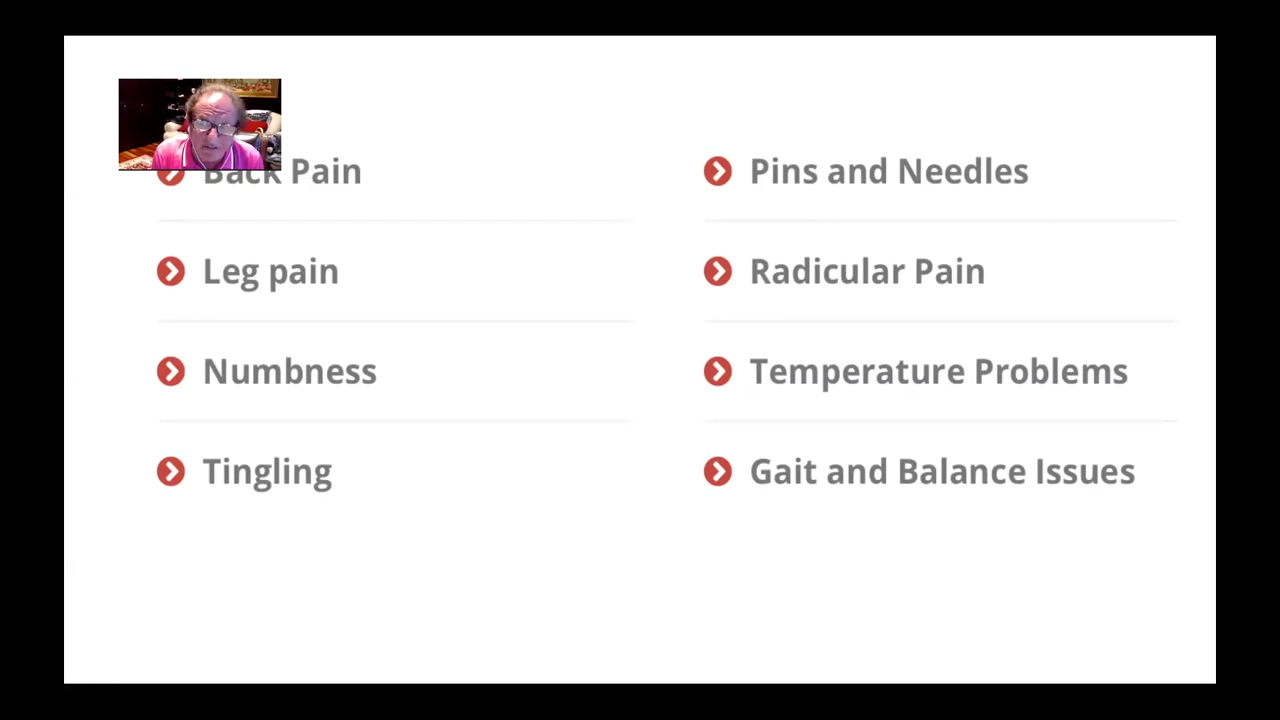 Back Pain
Leg pain
Numbness
Tingling
Pins and Needles
Radicular Pain
Temperature Problems
Gait and Balance Issues